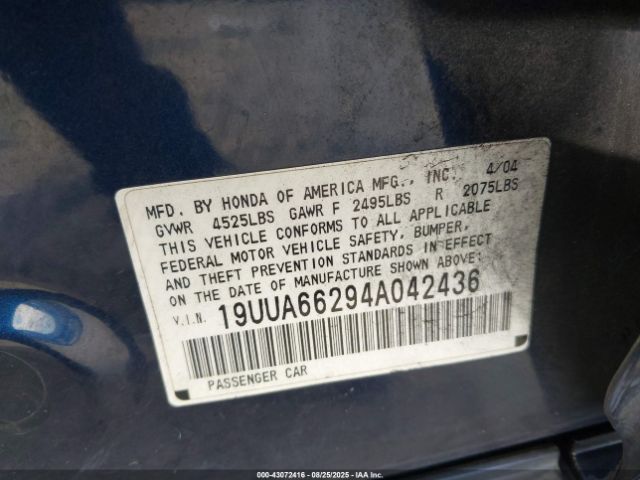 MFD. BY HONDA OF AMERICA MFG., INC. 4/04
GVWR 4525LBS GAWR F 2495LBS R 2075LBS
THIS VEHICLE CONFORMS TO ALL APPLICABLE
FEDERAL MOTOR VEHICLE SAFETY, BUMPER,
AND THEFT PREVENTION STANDARDS IN EFFECT
ON THE DATE OF MANUFACTURE SHOWN ABOVE.
V.I.N. 19UUA66294A042436
PASSENGER CAR
000-43072416 - 08/25/2025 - IAA Inc.